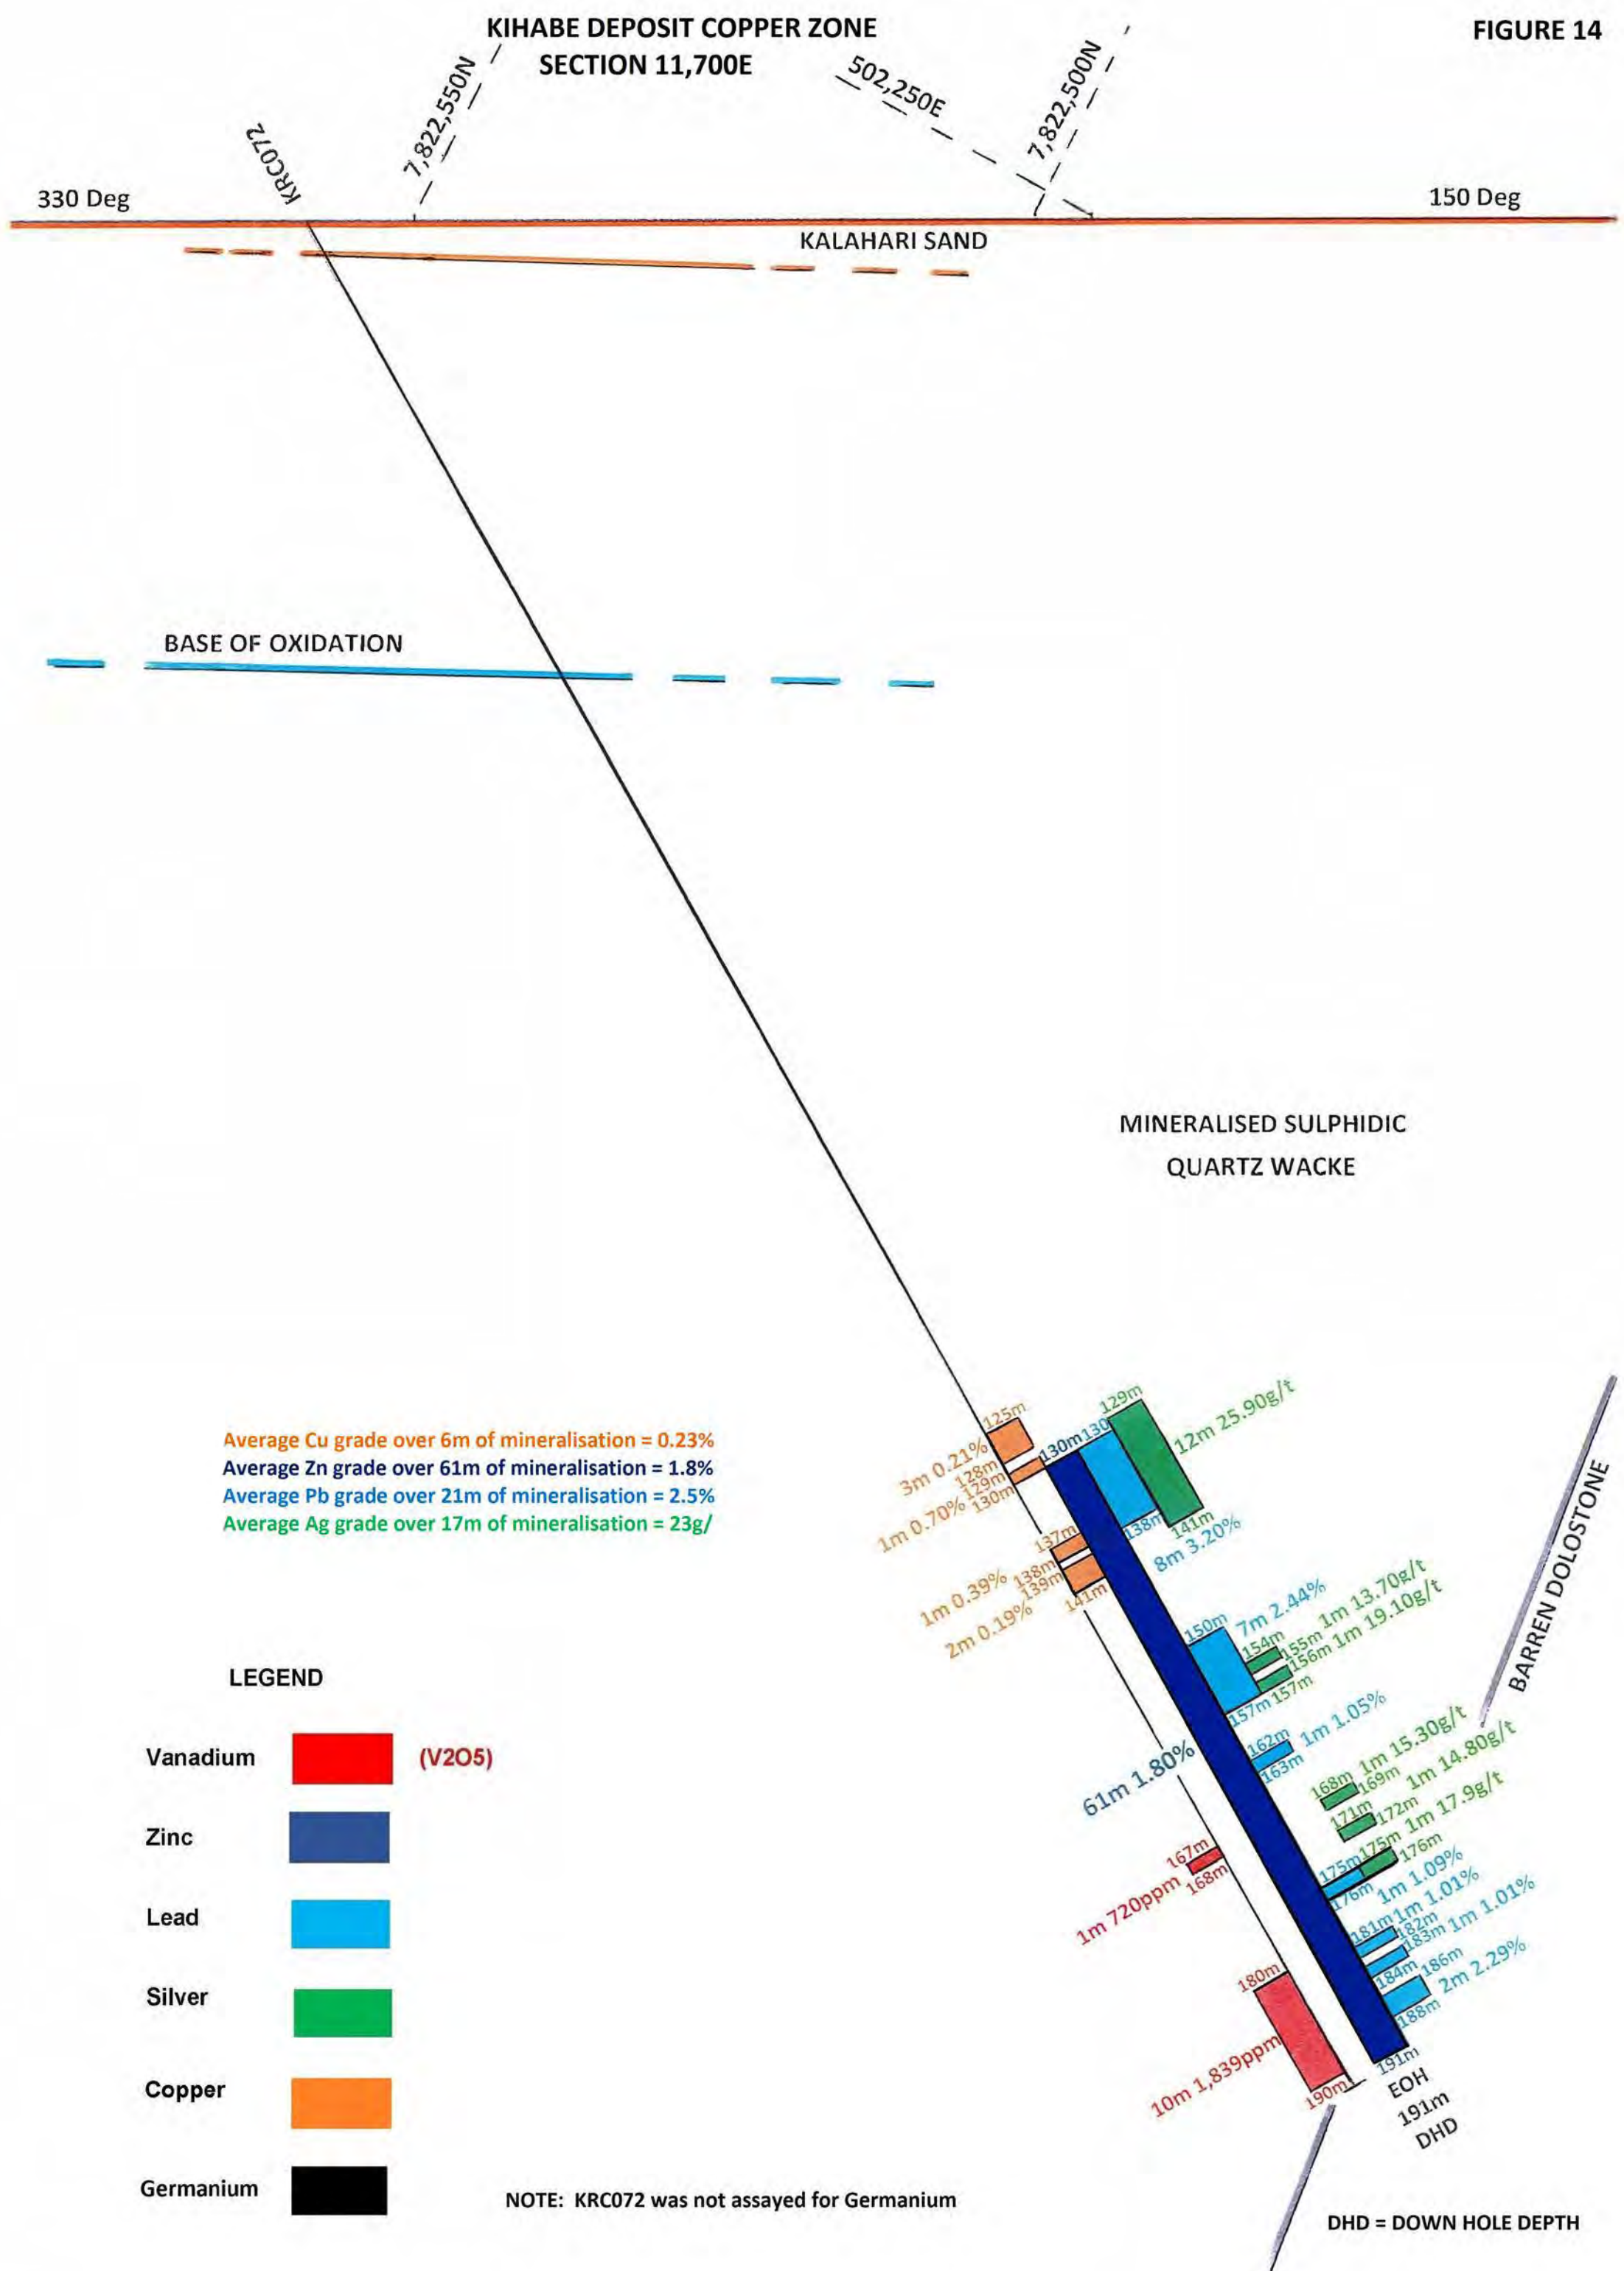 KIHABE DEPOSIT COPPER ZONE
SECTION 11,700E
FIGURE 14
7,822,550N
502,250E
7,822,500N
KRC072
330 Deg
150 Deg
KALAHARI SAND
BASE OF OXIDATION
MINERALISED SULPHIDIC
QUARTZ WACKE
BARREN DOLOSTONE
Average Cu grade over 6m of mineralisation = 0.23%
Average Zn grade over 61m of mineralisation = 1.8%
Average Pb grade over 21m of mineralisation = 2.5%
Average Ag grade over 17m of mineralisation = 23g/
125m
3m 0.21%
128m
129m
1m 0.70%
130m
137m
1m 0.39%
138m
139m
2m 0.19%
141m
130m
130
129m
12m 25.90g/t
138m
141m
8m 3.20%
150m
7m 2.44%
154m
155m
1m 13.70g/t
156m
1m 19.10g/t
157m
157m
162m
1m 1.05%
163m
61m 1.80%
168m
1m 15.30g/t
169m
171m
1m 14.80g/t
172m
175m
175m
1m 17.9g/t
176m
176m
1m 1.09%
181m
1m 1.01%
182m
183m
1m 1.01%
184m
186m
2m 2.29%
188m
167m
168m
1m 720ppm
180m
10m 1,839ppm
190m
191m
EOH
191m
DHD
LEGEND
Vanadium
(V2O5)
Zinc
Lead
Silver
Copper
Germanium
NOTE: KRC072 was not assayed for Germanium
DHD = DOWN HOLE DEPTH